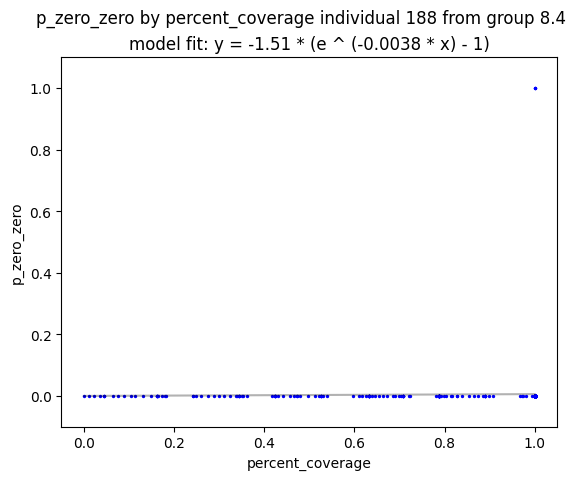 p_zero_zero by percent_coverage individual 188 from group 8.4
model fit: y = -1.51 * (e ^ (-0.0038 * x) - 1)
1.0
0.8
0.6
0.4
0.2
0.0
p_zero_zero
0.0 0.2 0.4 0.6 0.8 1.0
percent_coverage